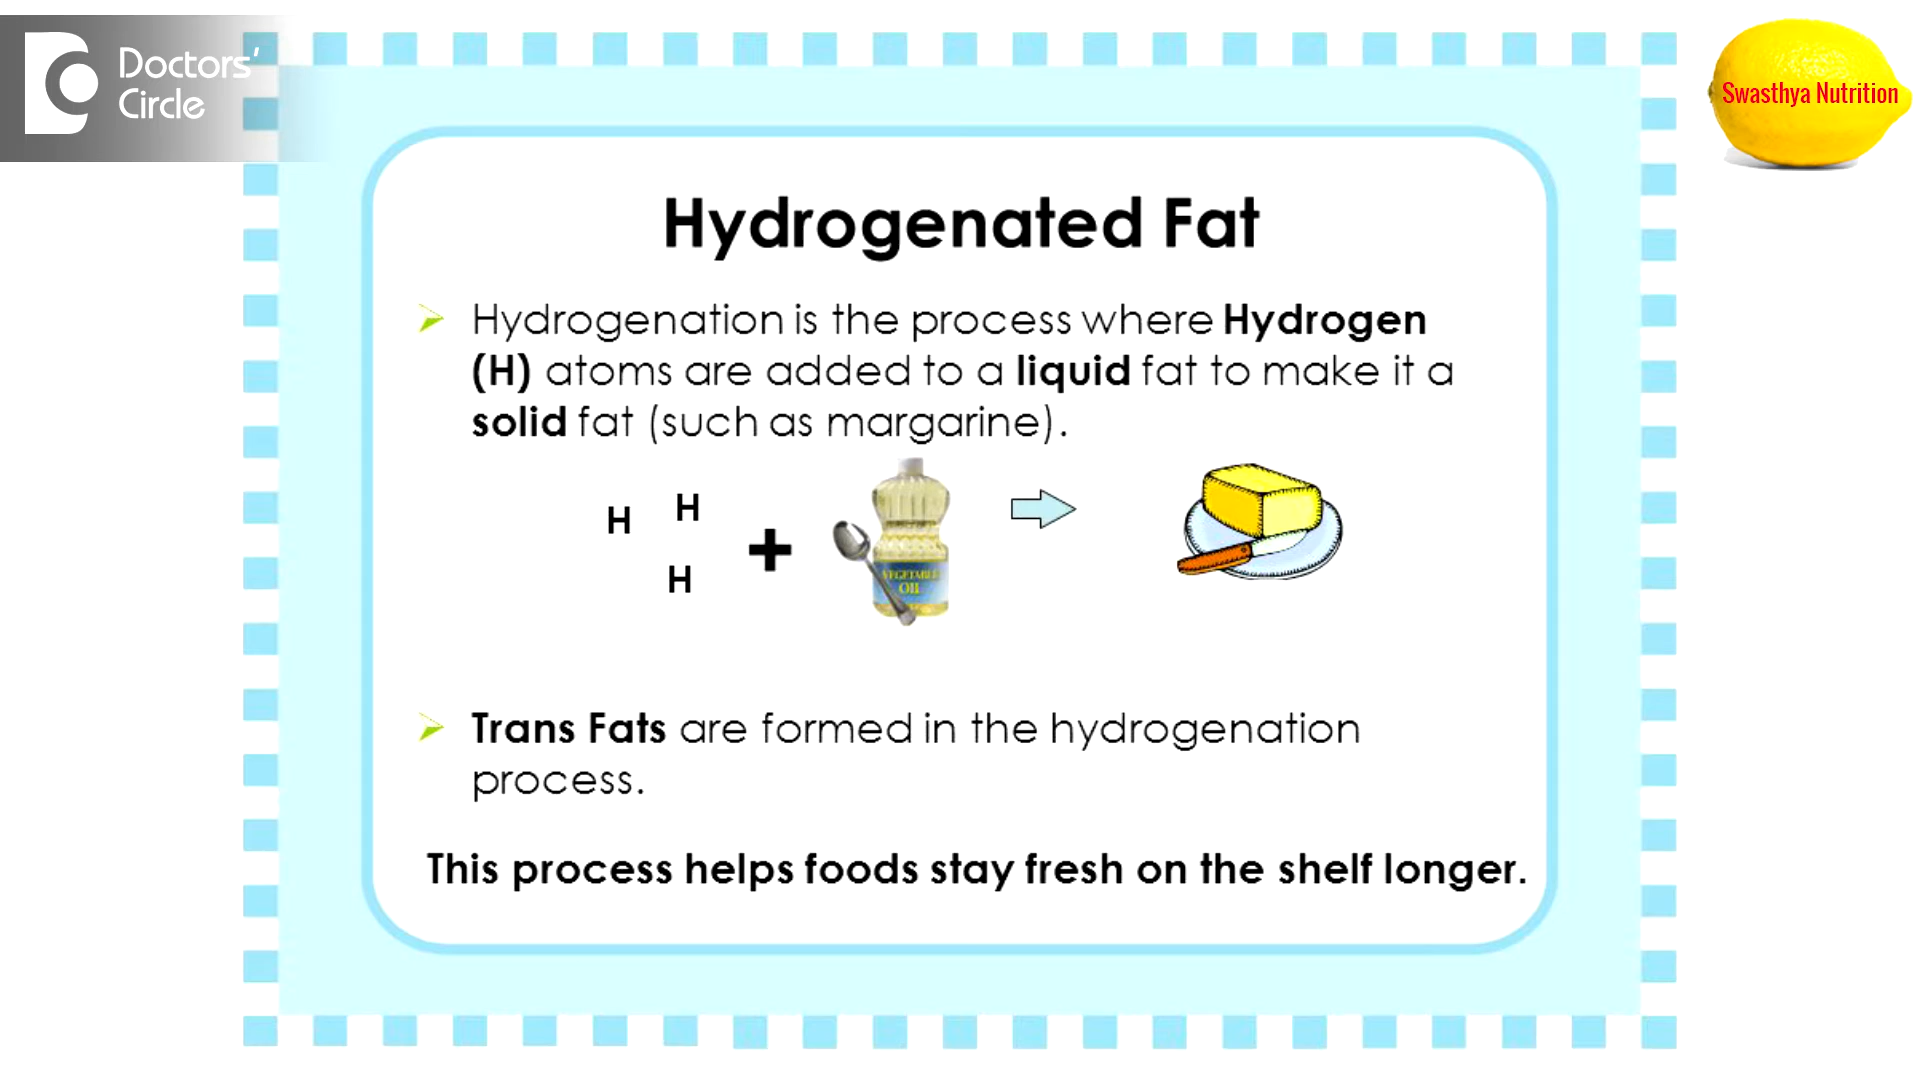 Doctors'
Circle
Swasthya Nutrition
Hydrogenated Fat
Hydrogenation is the process where Hydrogen
(H) atoms are added to a liquid fat to make it a
solid fat (such as margarine).
H H
H
+
VEGETABLE
OIL
Trans Fats are formed in the hydrogenation
process.
This process helps foods stay fresh on the shelf longer.